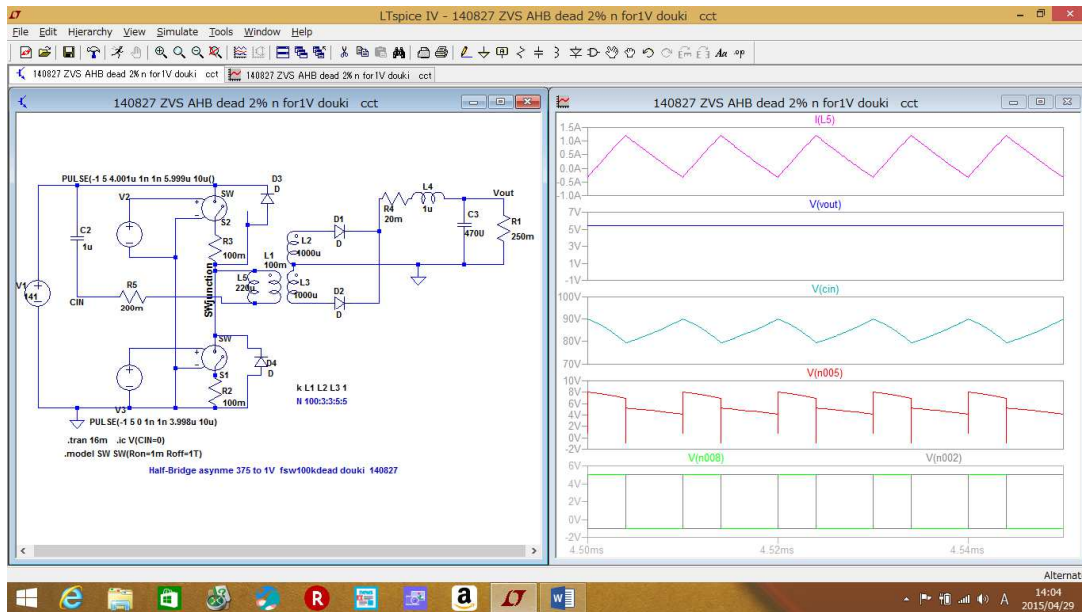 LTspice IV - 140827 ZVS AHB dead 2% n for1V douki cct
File Edit Hierarchy View Simulate Tools Window Help
140827 ZVS AHB dead 2% n for1V douki cct
140827 ZVS AHB dead 2% n for1V douki cct
140827 ZVS AHB dead 2% n for1V douki cct
PULSE(-1 5 4.001u 1n 1n 5.999u 10u()
D3
D
V2
SW
S2
L4
1u
Vout
R4
20m
C2
1u
C3
470U
R1
250m
D1
D
R3
100m
L2
1000u
L1
100m
L5
220u
L3
1000u
V1
141
CIN
R5
200m
SWjunction
D2
D
SW
S1
D4
D
R2
100m
k L1 L2 L3 1
N 100:3:3:5:5
V3
PULSE(-1 5 0 1n 1n 3.998u 10u)
.tran 16m .ic V(CIN=0)
.model SW SW(Ron=1m Roff=1T)
Half-Bridge asynme 375 to 1V fsw100kdead douki 140827
140827 ZVS AHB dead 2% n for1V douki cct
I(L5)
1.5A
1.0A
0.5A
0.0A
-0.5A
-1.0A
V(vout)
7V
5V
3V
1V
-1V
V(cin)
100V
90V
80V
70V
V(n005)
10V
8V
6V
4V
2V
0V
-2V
V(n008) V(n002)
6V
4V
2V
0V
-2V
4.50ms 4.52ms 4.54ms
Alternat
A
14:04
2015/04/29